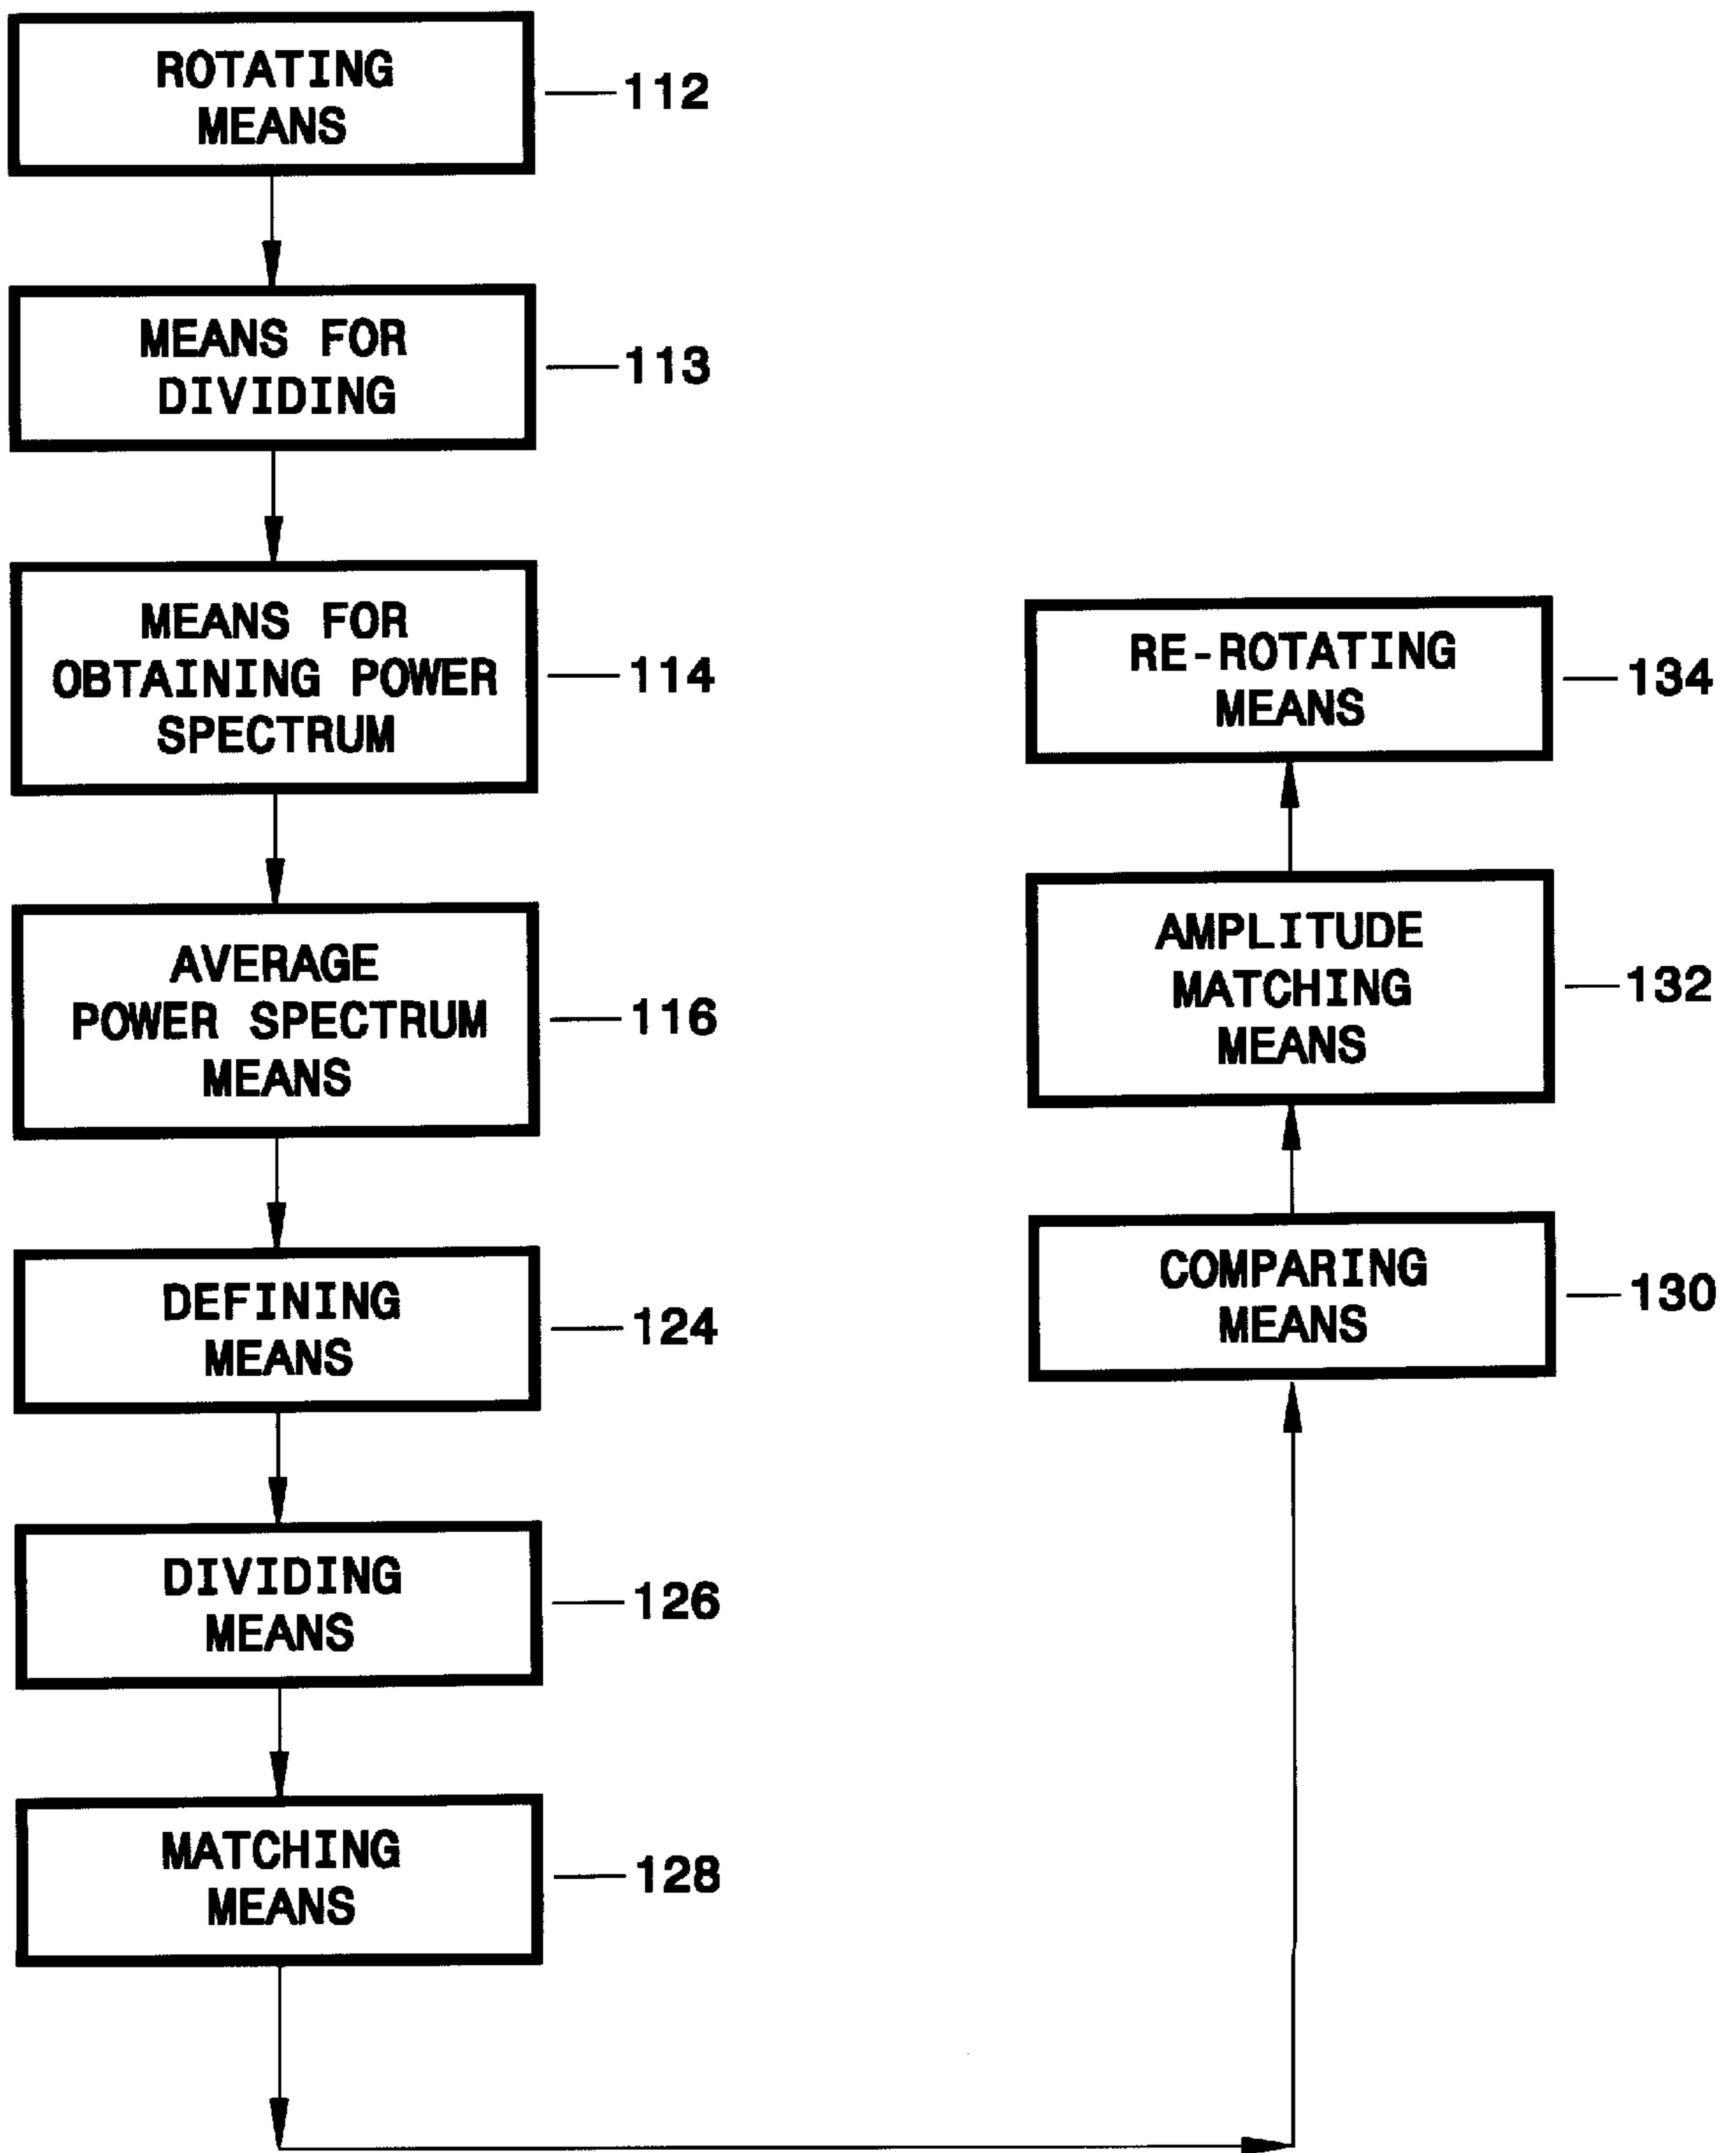 ROTATING
MEANS
112
MEANS FOR
DIVIDING
113
MEANS FOR
OBTAINING POWER
SPECTRUM
114
AVERAGE
POWER SPECTRUM
MEANS
116
DEFINING
MEANS
124
DIVIDING
MEANS
126
MATCHING
MEANS
128
RE-ROTATING
MEANS
134
AMPLITUDE
MATCHING
MEANS
132
COMPARING
MEANS
130